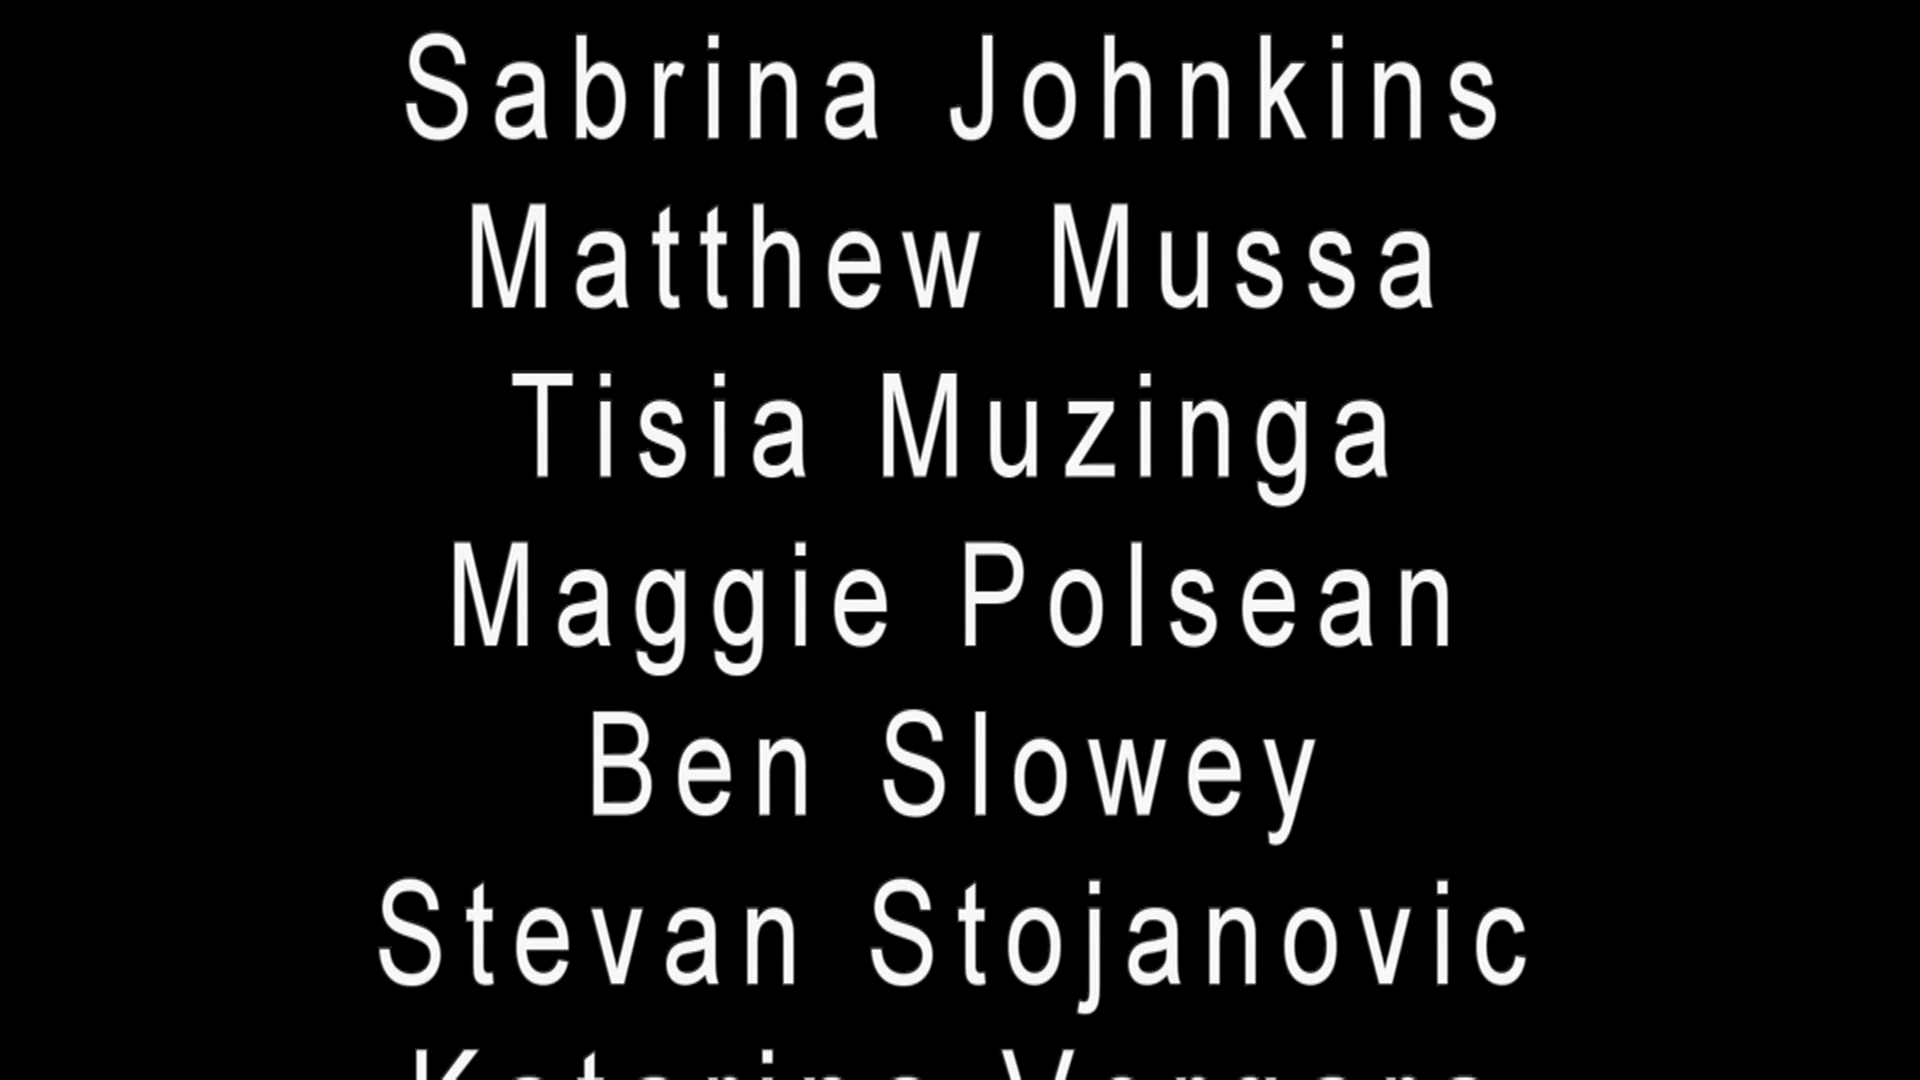 Sabrina Johnkins
Matthew Mussa
Tisia Muzinga
Maggie Polsean
Ben Slowey
Stevan Stojanovic